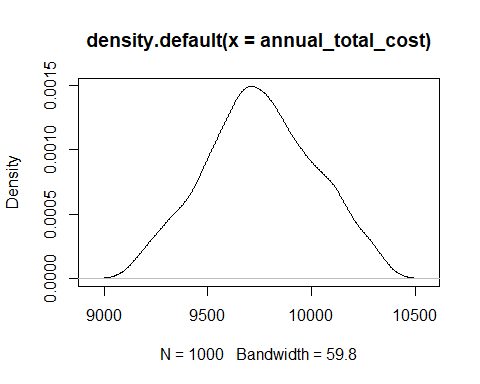 density.default(x = annual_total_cost)
Density
0.0015
0.0010
0.0005
0.0000
9000 9500 10000 10500
N = 1000 Bandwidth = 59.8